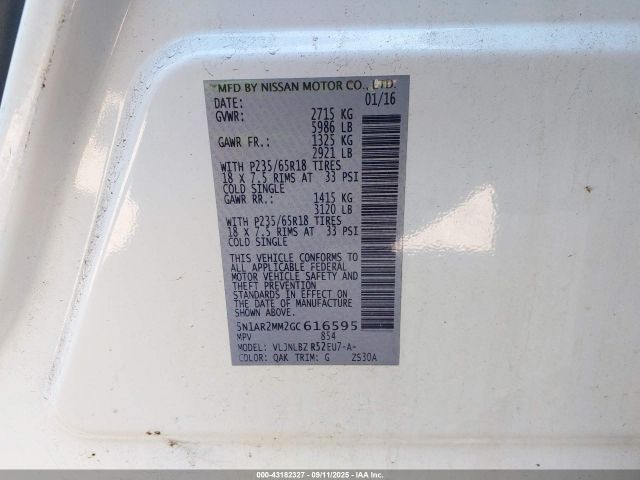 MFD BY NISSAN MOTOR CO., LTD.
DATE: 01/16
GVWR: 2715 KG
5986 LB
GAWR FR.: 1325 KG
2921 LB
WITH P235/65R18 TIRES
18 X 7.5 RIMS AT 33 PSI
COLD SINGLE
GAWR RR.: 1415 KG
3120 LB
WITH P235/65R18 TIRES
18 X 7.5 RIMS AT 33 PSI
COLD SINGLE
THIS VEHICLE CONFORMS TO
ALL APPLICABLE FEDERAL
MOTOR VEHICLE SAFETY AND
THEFT PREVENTION
STANDARDS IN EFFECT ON
THE DATE OF MANUFACTURE
SHOWN ABOVE.
5N1AR2MM2GC616595
MPV 854
MODEL: VLJNLBZ R52EU7-A-
COLOR: QAK TRIM: G ZS30A
000-43182327 - 09/11/2025 - IAA Inc.